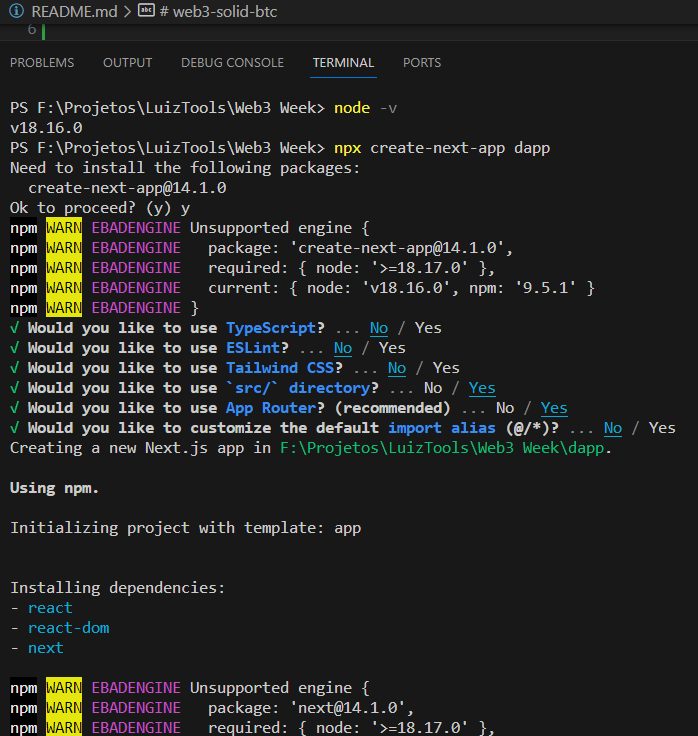 README.md > # web3-solid-btc
6
PROBLEMS OUTPUT DEBUG CONSOLE TERMINAL PORTS
PS F:\Projetos\LuizTools\Web3 Week> node -v
v18.16.0
PS F:\Projetos\LuizTools\Web3 Week> npx create-next-app dapp
Need to install the following packages:
  create-next-app@14.1.0
Ok to proceed? (y) y
npm WARN EBADENGINE Unsupported engine {
npm WARN EBADENGINE   package: 'create-next-app@14.1.0',
npm WARN EBADENGINE   required: { node: '>=18.17.0' },
npm WARN EBADENGINE   current: { node: 'v18.16.0', npm: '9.5.1' }
npm WARN EBADENGINE }
√ Would you like to use TypeScript? ... No / Yes
√ Would you like to use ESLint? ... No / Yes
√ Would you like to use Tailwind CSS? ... No / Yes
√ Would you like to use `src/` directory? ... No / Yes
√ Would you like to use App Router? (recommended) ... No / Yes
√ Would you like to customize the default import alias (@/*)? ... No / Yes
Creating a new Next.js app in F:\Projetos\LuizTools\Web3 Week\dapp.
Using npm.
Initializing project with template: app
Installing dependencies:
- react
- react-dom
- next
npm WARN EBADENGINE Unsupported engine {
npm WARN EBADENGINE   package: 'next@14.1.0',
npm WARN EBADENGINE   required: { node: '>=18.17.0' },